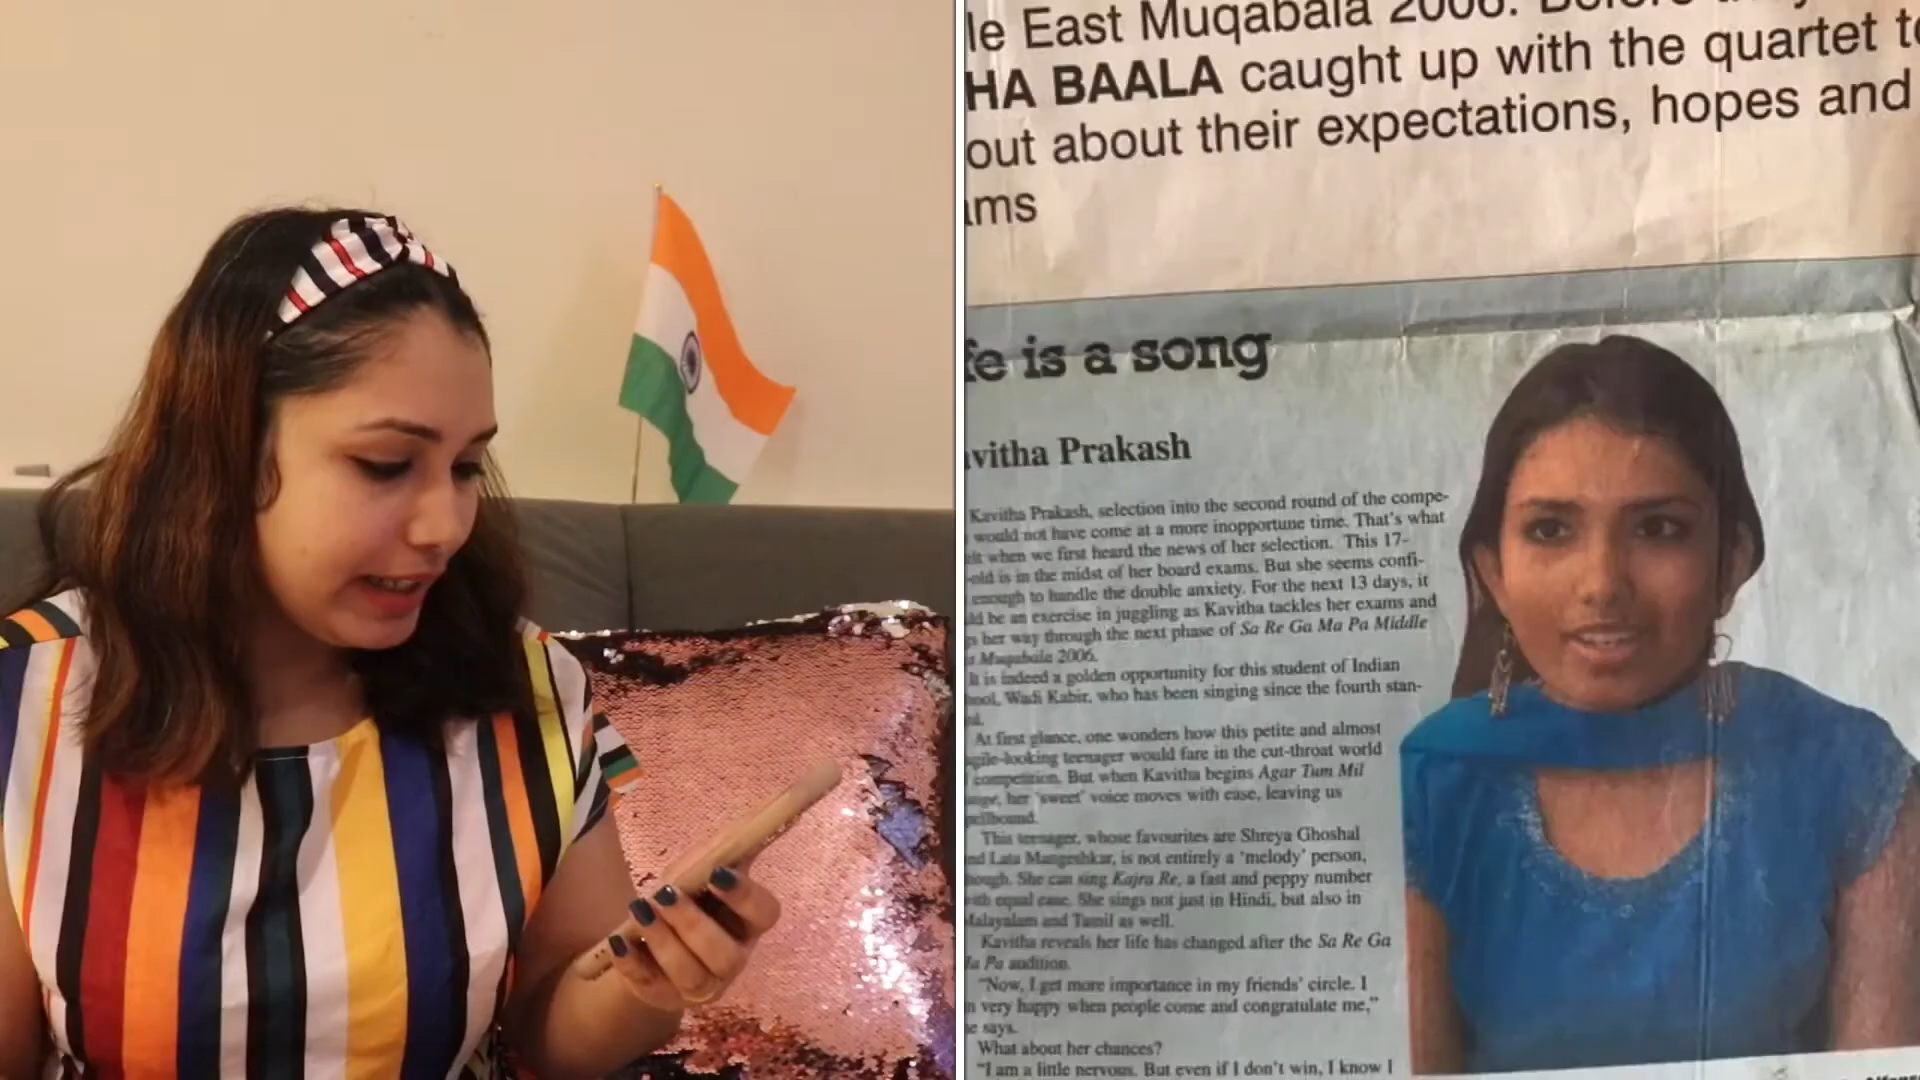 le East Muqabala 2006.
HA BAALA caught up with the quartet
out about their expectations, hopes and
ms
fe is a song
vitha Prakash
Kavitha Prakash, selection into the second round of the compe-
would not have come at a more inopportune time. That's what
when we first heard the news of her selection. This 17-
-old is in the midst of her board exams. But she seems confi-
enough to handle the double anxiety. For the next 13 days, it
ld be an exercise in juggling as Kavitha tackles her exams and
s her way through the next phase of Sa Re Ga Ma Pa Middle
Muqabala 2006.
It is indeed a golden opportunity for this student of Indian
ool, Wadi Kabir, who has been singing since the fourth stan-
At first glance, one wonders how this petite and almost
agile-looking teenager would fare in the cut-throat world
competition. But when Kavitha begins Agar Tum Mil
her 'sweet' voice moves with ease, leaving us
pellbound.
This teenager, whose favourites are Shreya Ghoshal
nd Lata Mangeshkar, is not entirely a 'melody' person,
hough. She can sing Kajra Re, a fast and peppy number
ith equal ease. She sings not just in Hindi, but also in
Malayalam and Tamil as well.
Kavitha reveals her life has changed after the Sa Re Ga
Ma Pa audition.
"Now, I get more importance in my friends' circle. I
very happy when people come and congratulate me,"
e says.
What about her chances?
"I am a little nervous. But even if I don't win, I know I